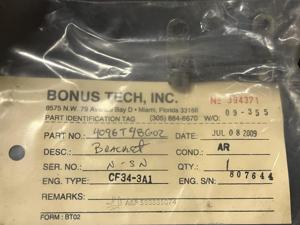 BONUS TECH, INC.
8575 N.W. 79 Avenue Bay D • Miami, Florida 33166
No 394371
PART IDENTIFICATION TAG (305) 884-6670 W/O: 09-355
PART NO.: 4096T48G02 DATE: JUL 08 2009
DESC.: Bracket COND.: AR
SER. NO.: N-SN QTY.: 1
ENG. TYPE: CF34-3A1 ENG. S/N: 807644
REMARKS:
FORM: BT02